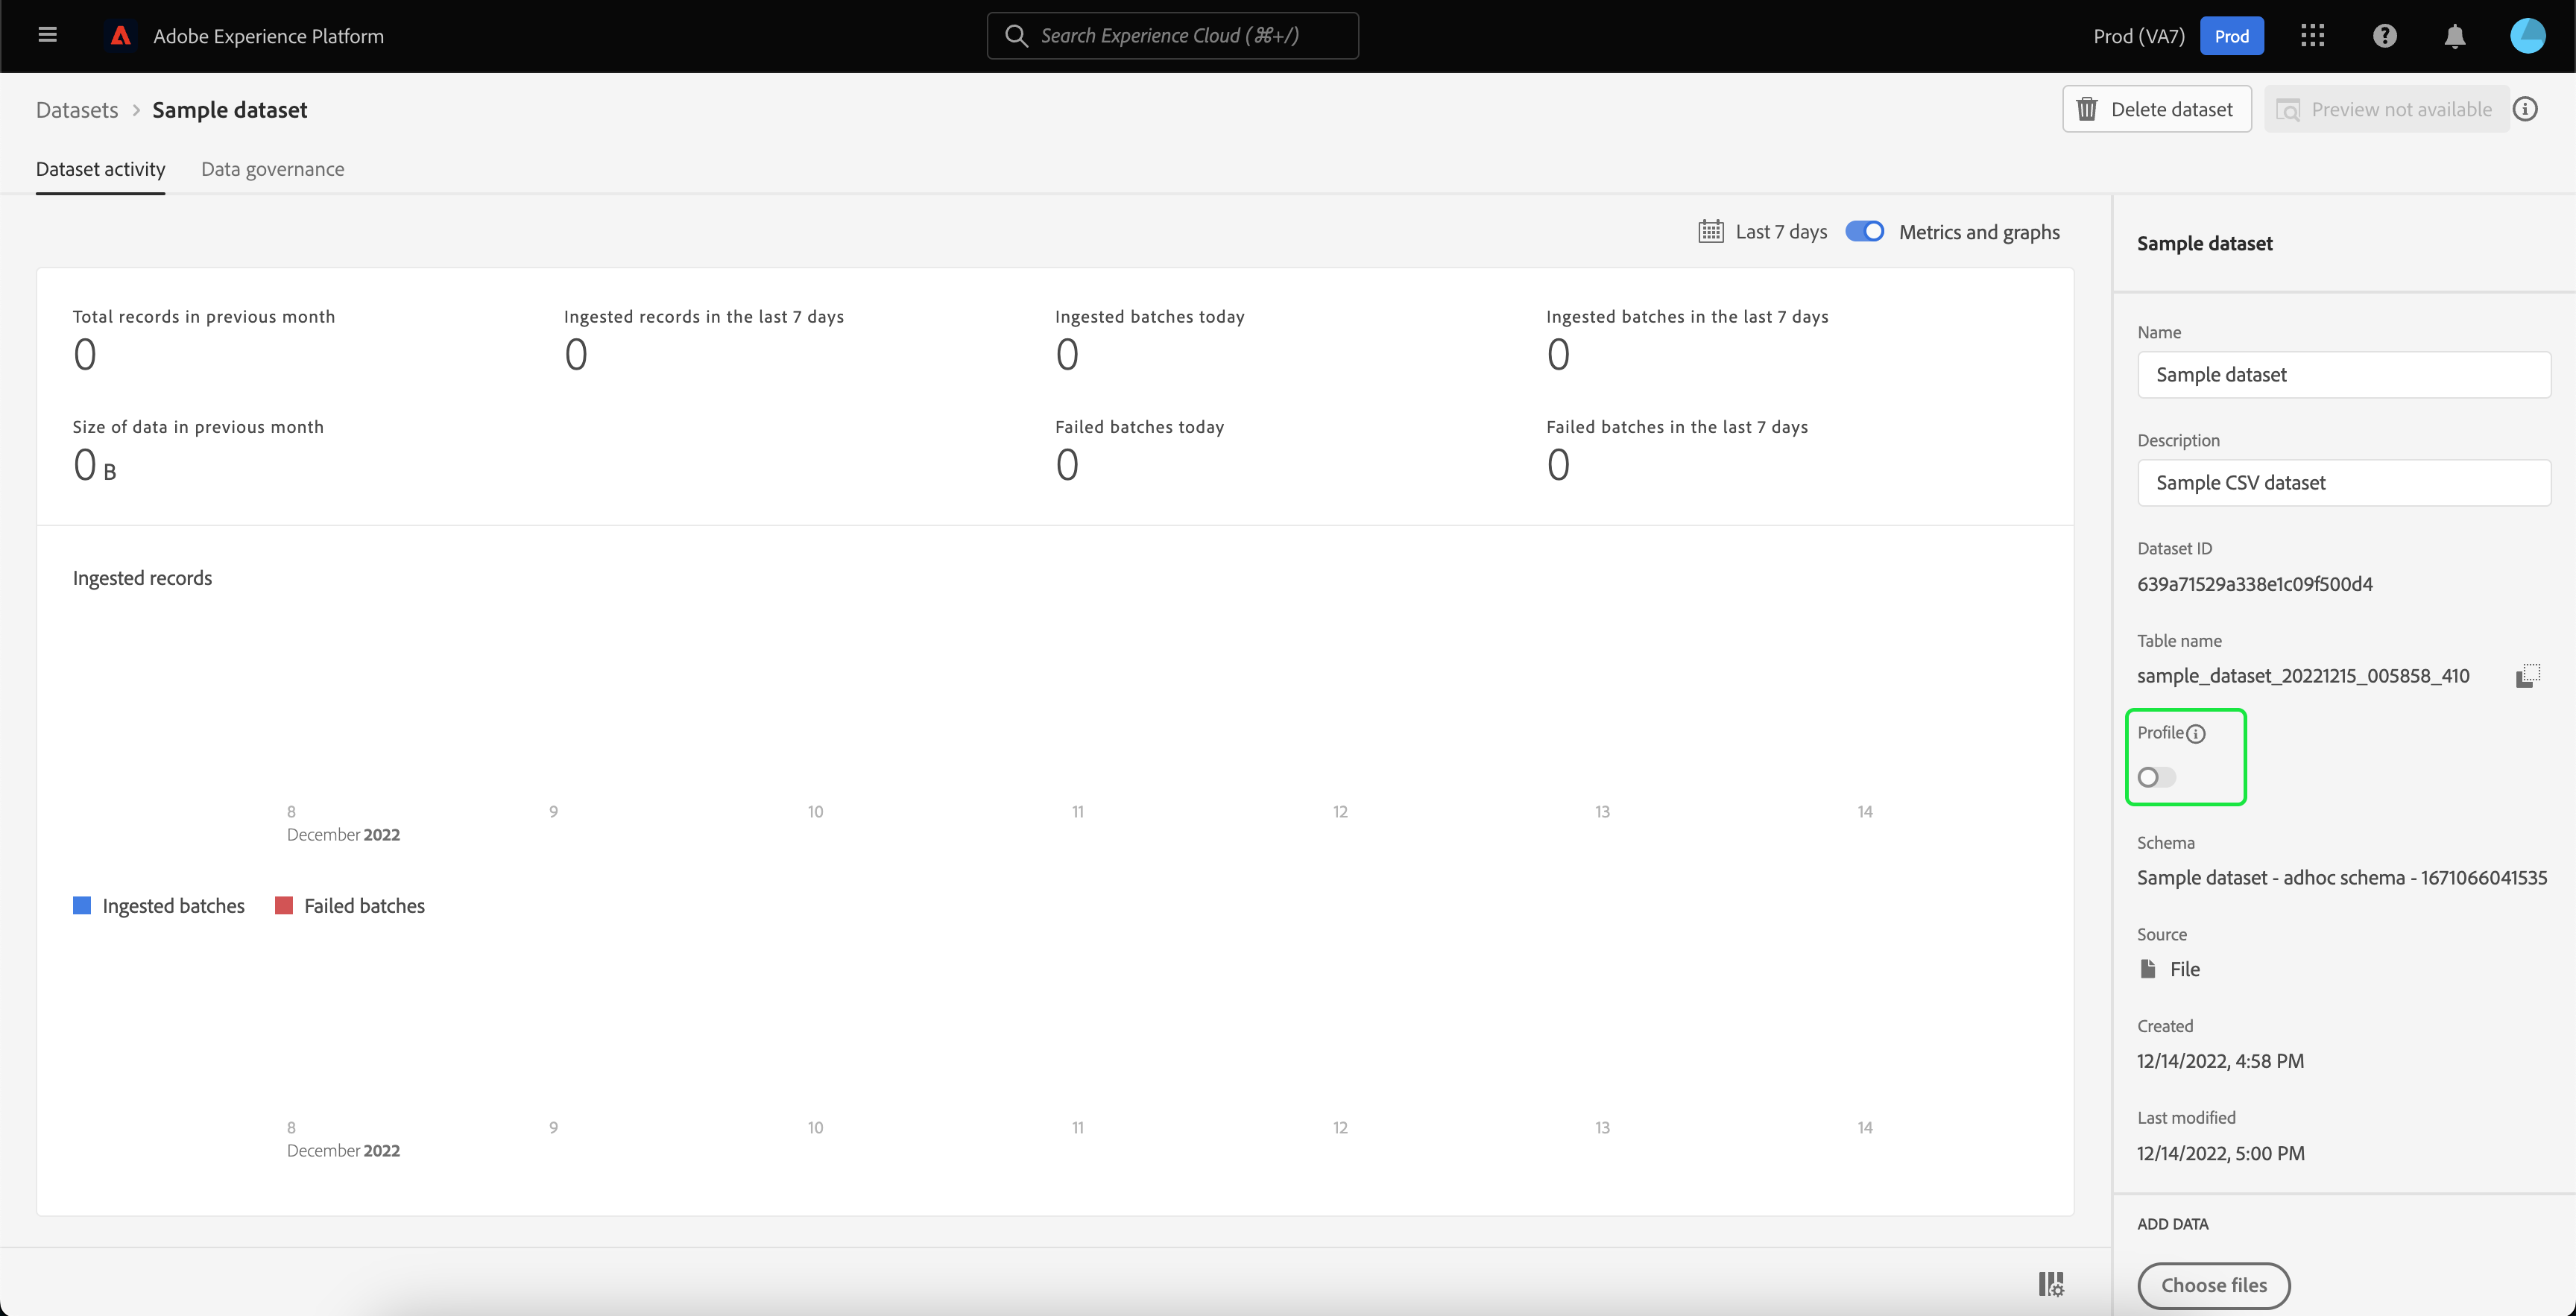 Adobe Experience Platform
Search Experience Cloud (⌘+/)
Prod (VA7)
Prod
Datasets > Sample dataset
Delete dataset
Preview not available
Dataset activity
Data governance
Last 7 days
Metrics and graphs
Total records in previous month
0
Ingested records in the last 7 days
0
Ingested batches today
0
Ingested batches in the last 7 days
0
Size of data in previous month
0 B
Failed batches today
0
Failed batches in the last 7 days
0
Ingested records
8 9 10 11 12 13 14
December 2022
Ingested batches
Failed batches
8 9 10 11 12 13 14
December 2022
Sample dataset
Name
Sample dataset
Description
Sample CSV dataset
Dataset ID
639a71529a338e1c09f500d4
Table name
sample_dataset_20221215_005858_410
Profile
Schema
Sample dataset - adhoc schema - 1671066041535
Source
File
Created
12/14/2022, 4:58 PM
Last modified
12/14/2022, 5:00 PM
ADD DATA
Choose files